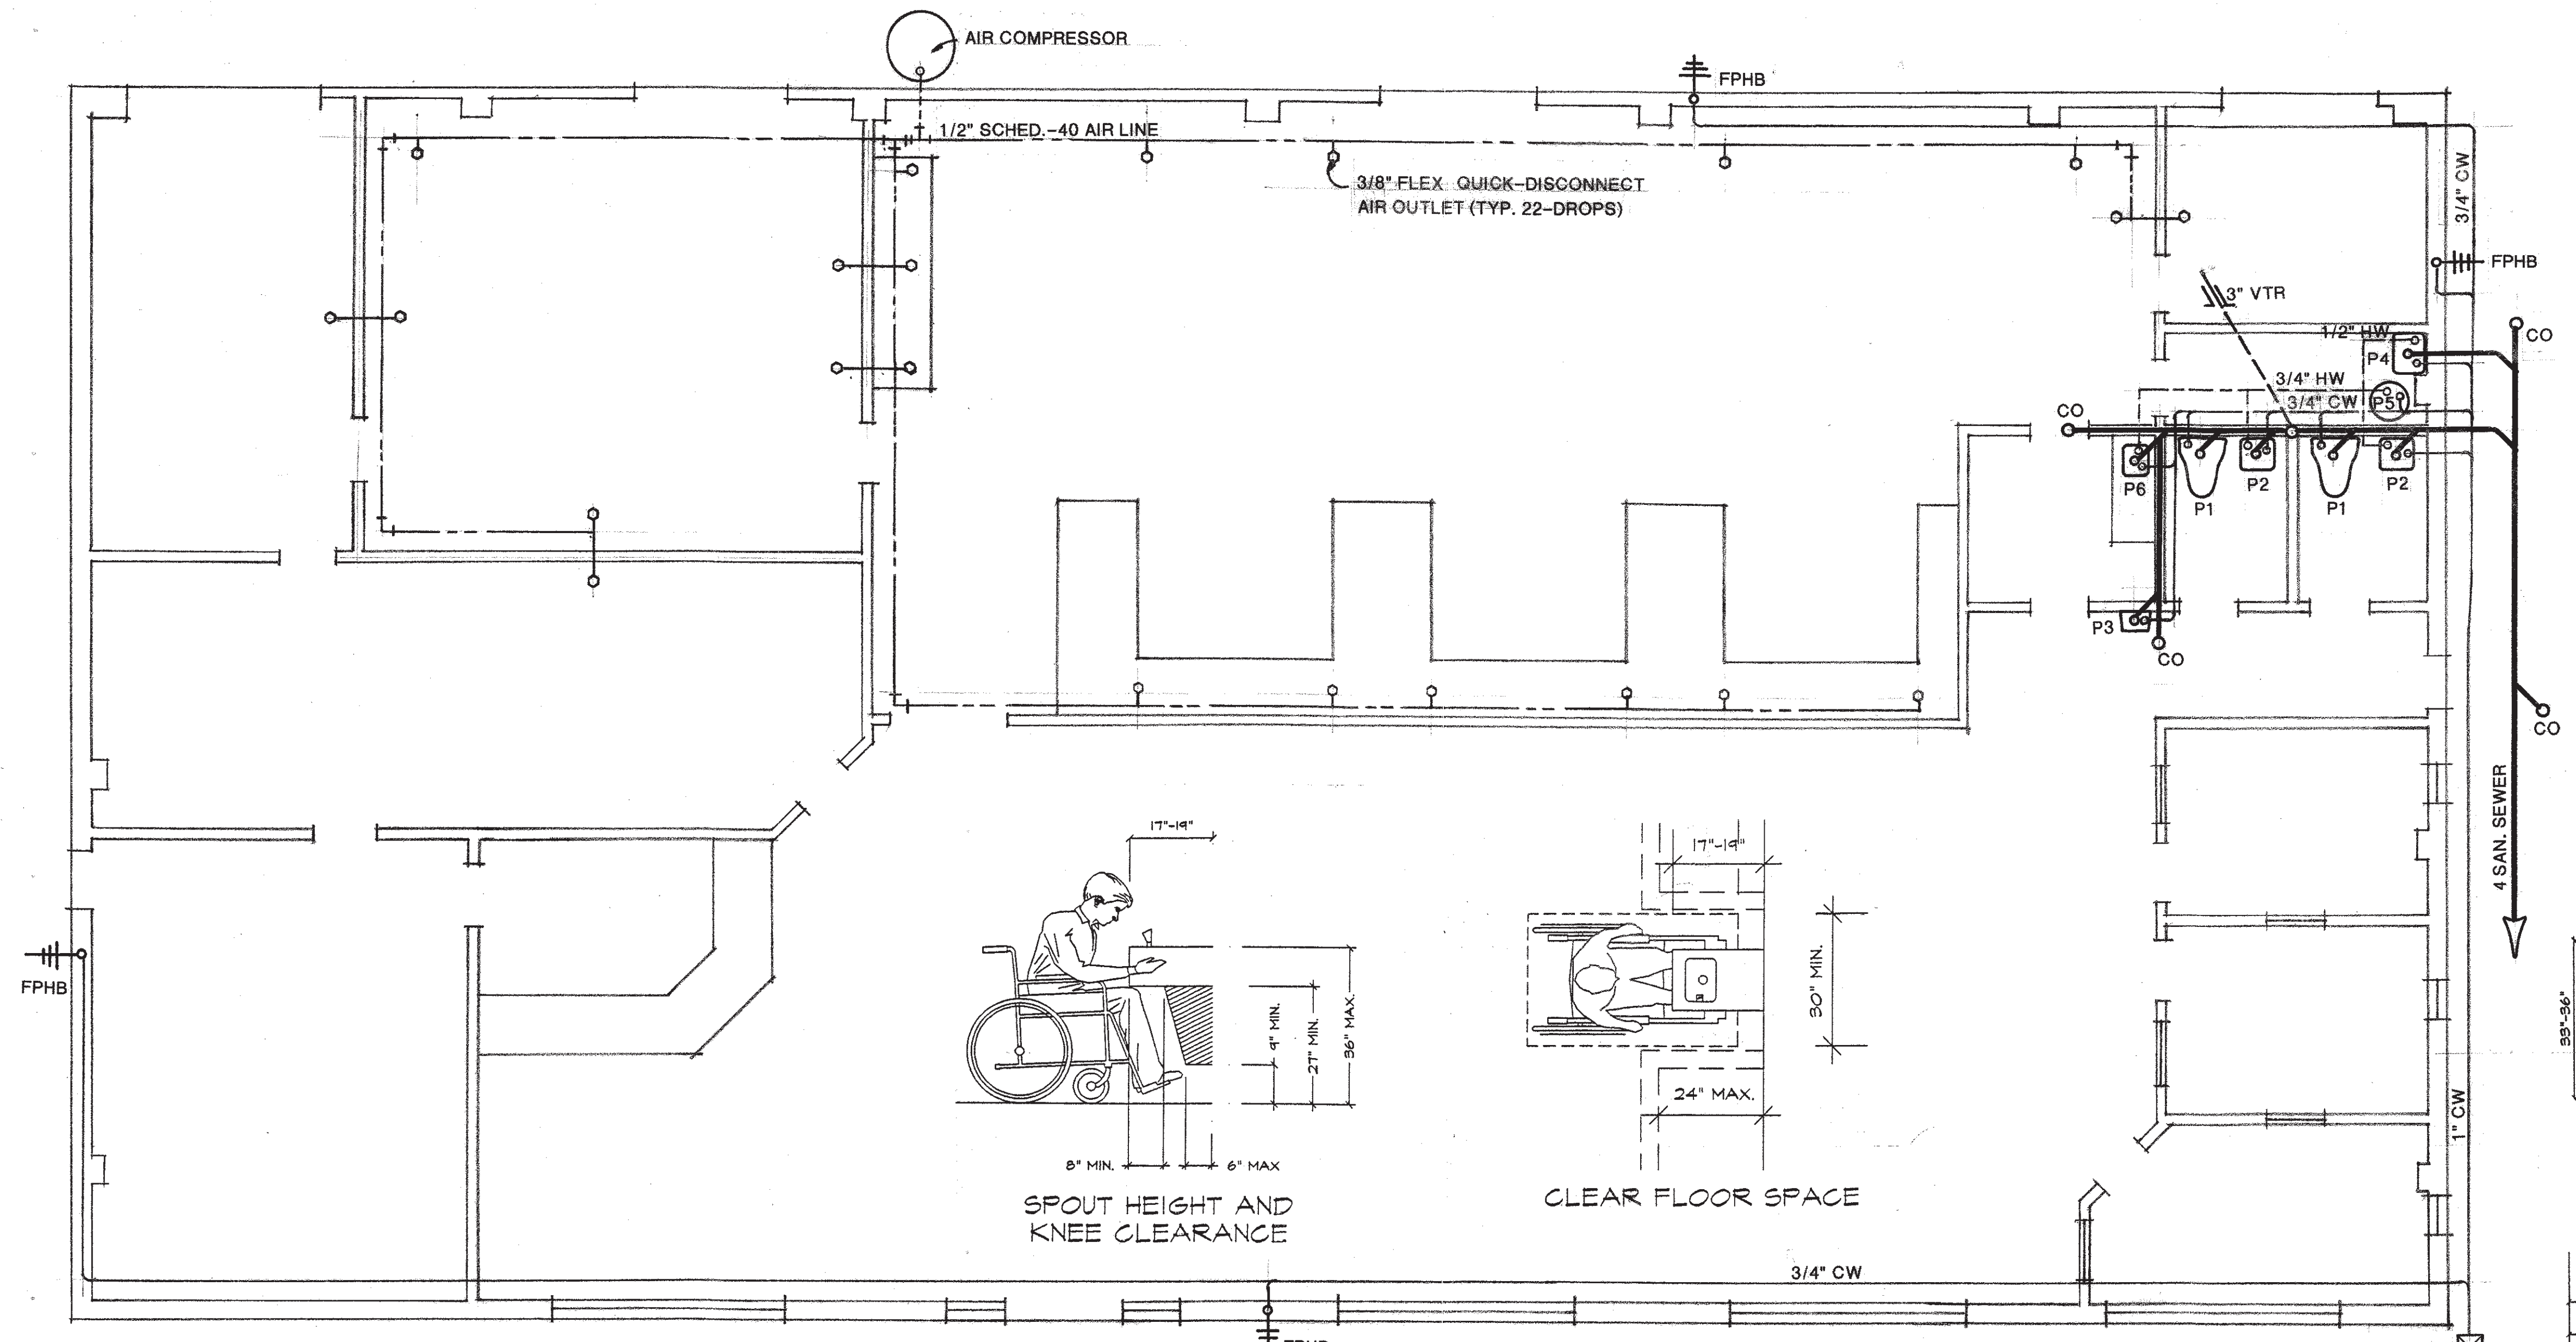 AIR COMPRESSOR
FPHB
1/2" SCHED.-40 AIR LINE
3/8" FLEX QUICK-DISCONNECT
AIR OUTLET (TYP. 22-DROPS)
3/4" CW
FPHB
3" VTR
1/2" HW
CO
P4
3/4" HW
3/4" CW
P5
CO
P6
P1
P2
P1
P2
P3
CO
CO
4 SAN. SEWER
17"-19"
17"-19"
FPHB
9" MIN.
27" MIN.
36" MAX.
30" MIN.
33"-36"
24" MAX.
1" CW
8" MIN.
6" MAX
SPOUT HEIGHT AND
KNEE CLEARANCE
CLEAR FLOOR SPACE
3/4" CW